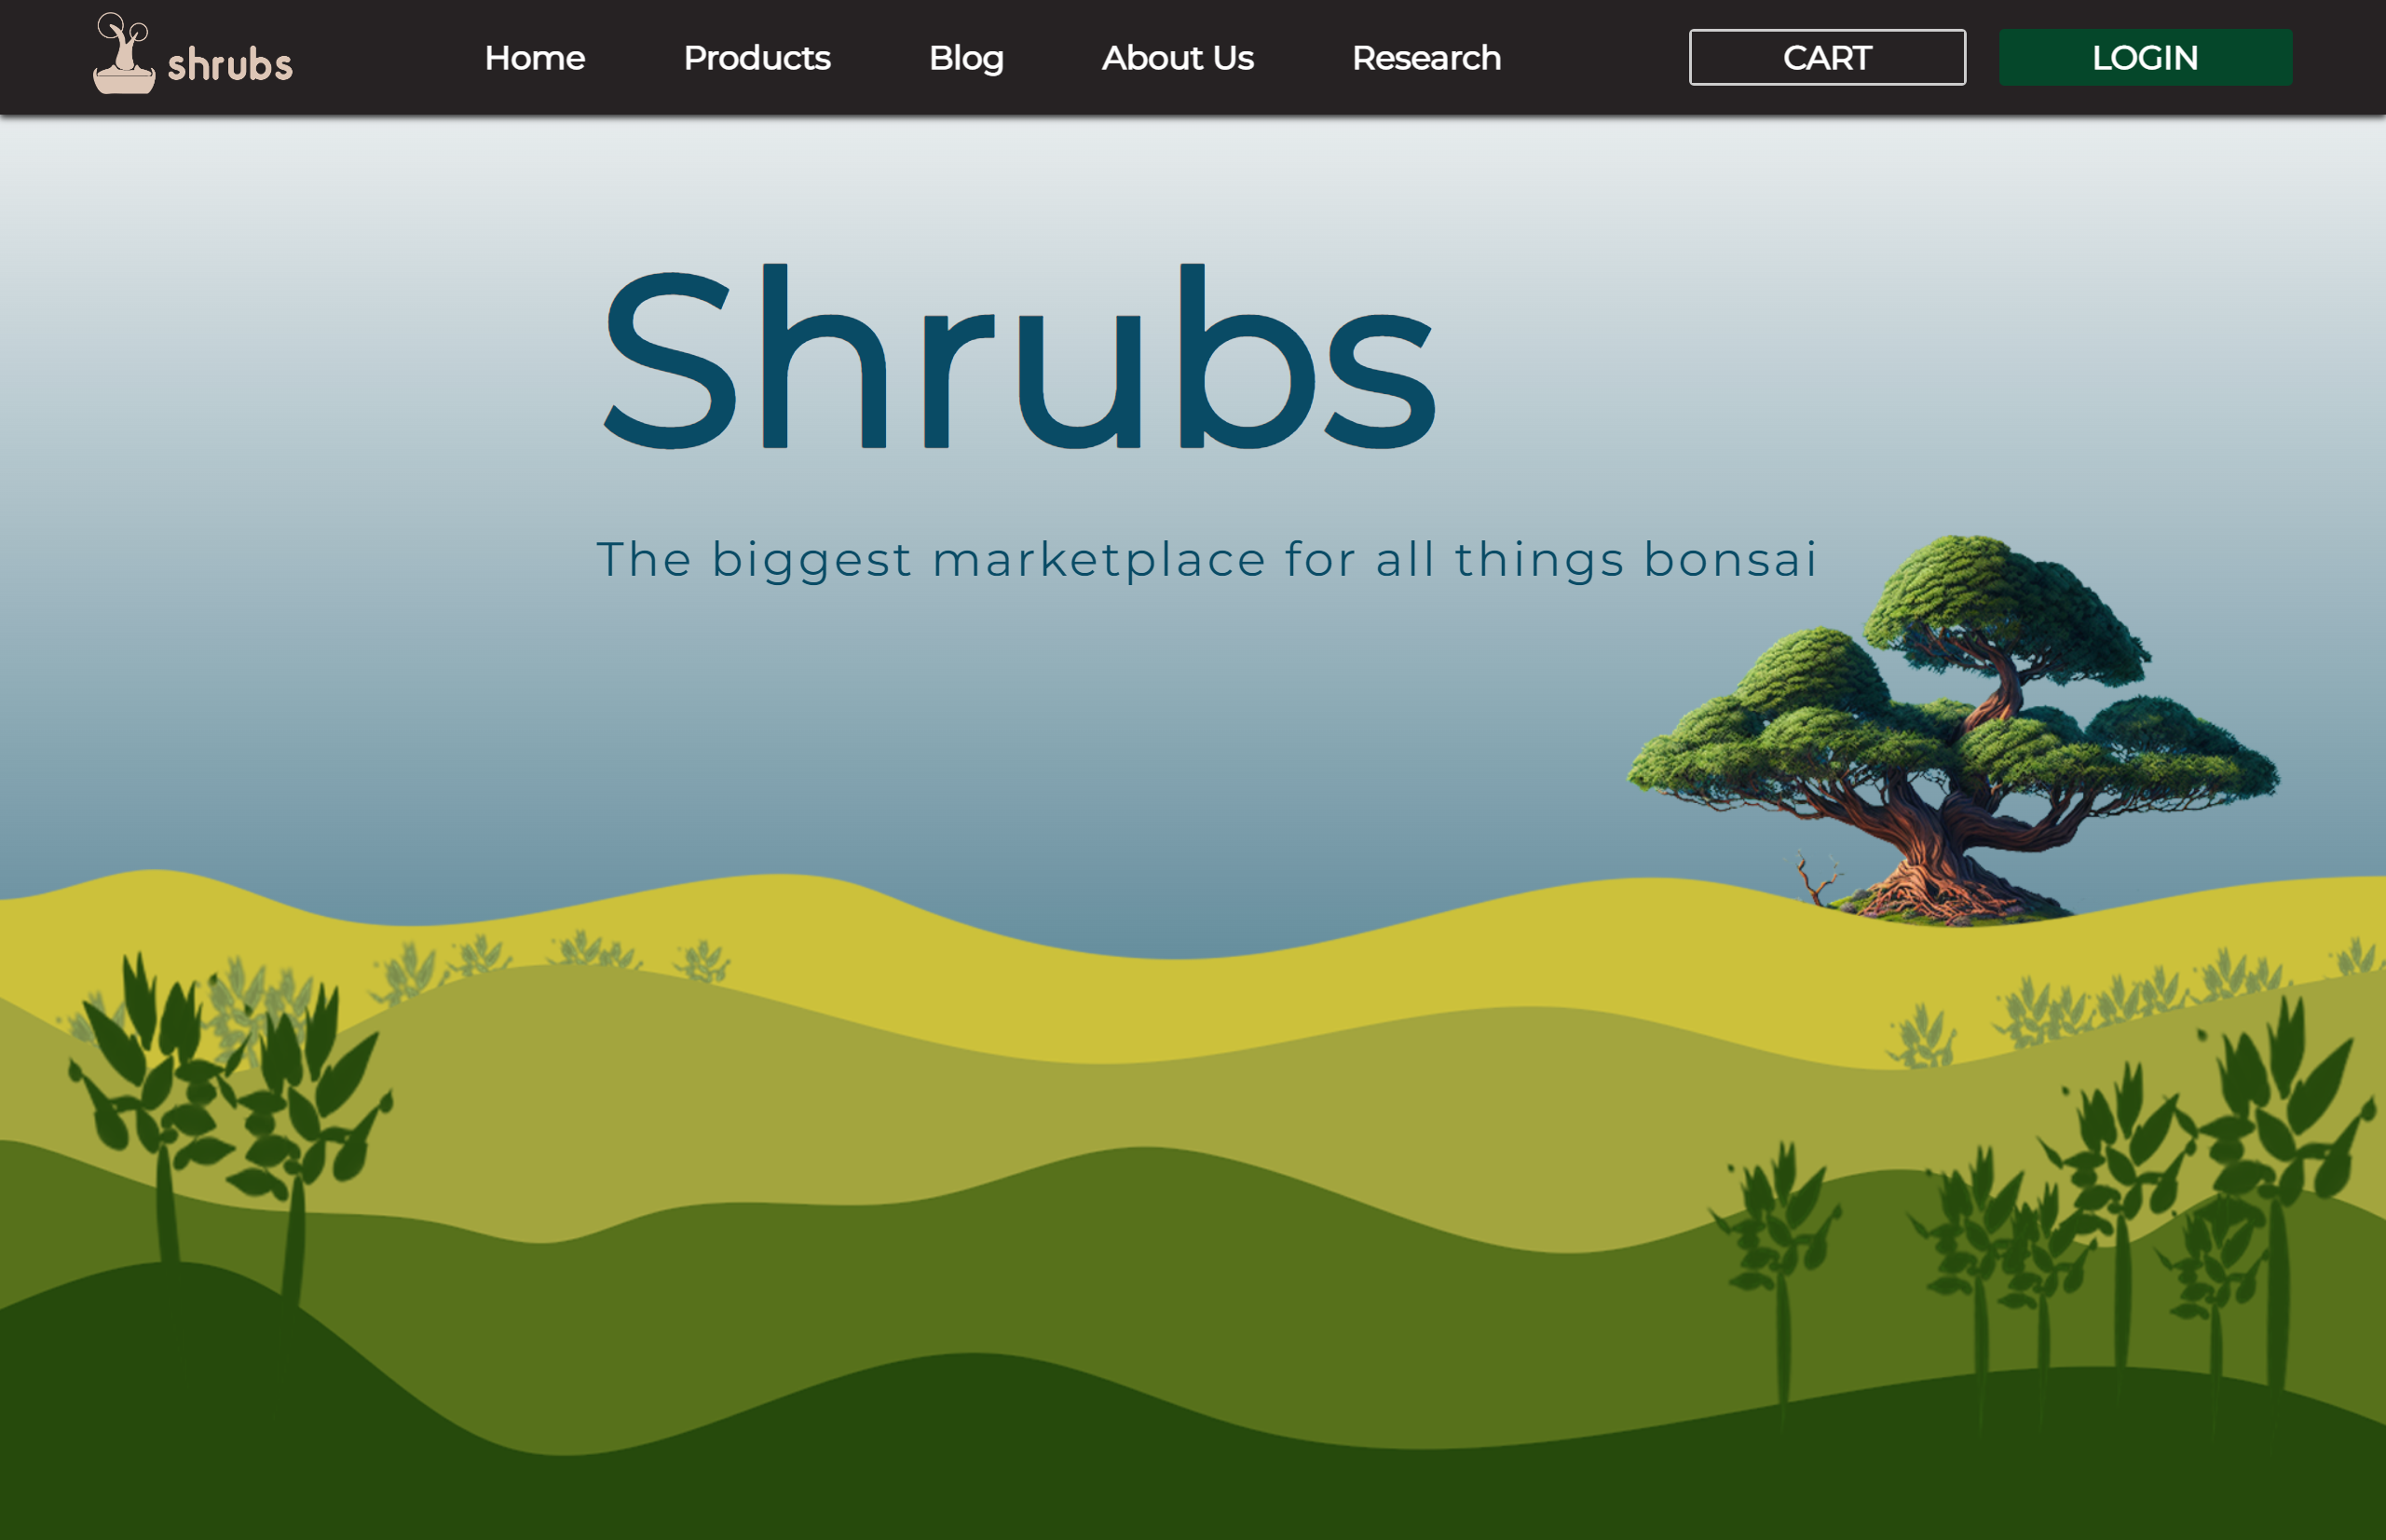 shrubs Home Products Blog About Us Research CART LOGIN
Shrubs
The biggest marketplace for all things bonsai